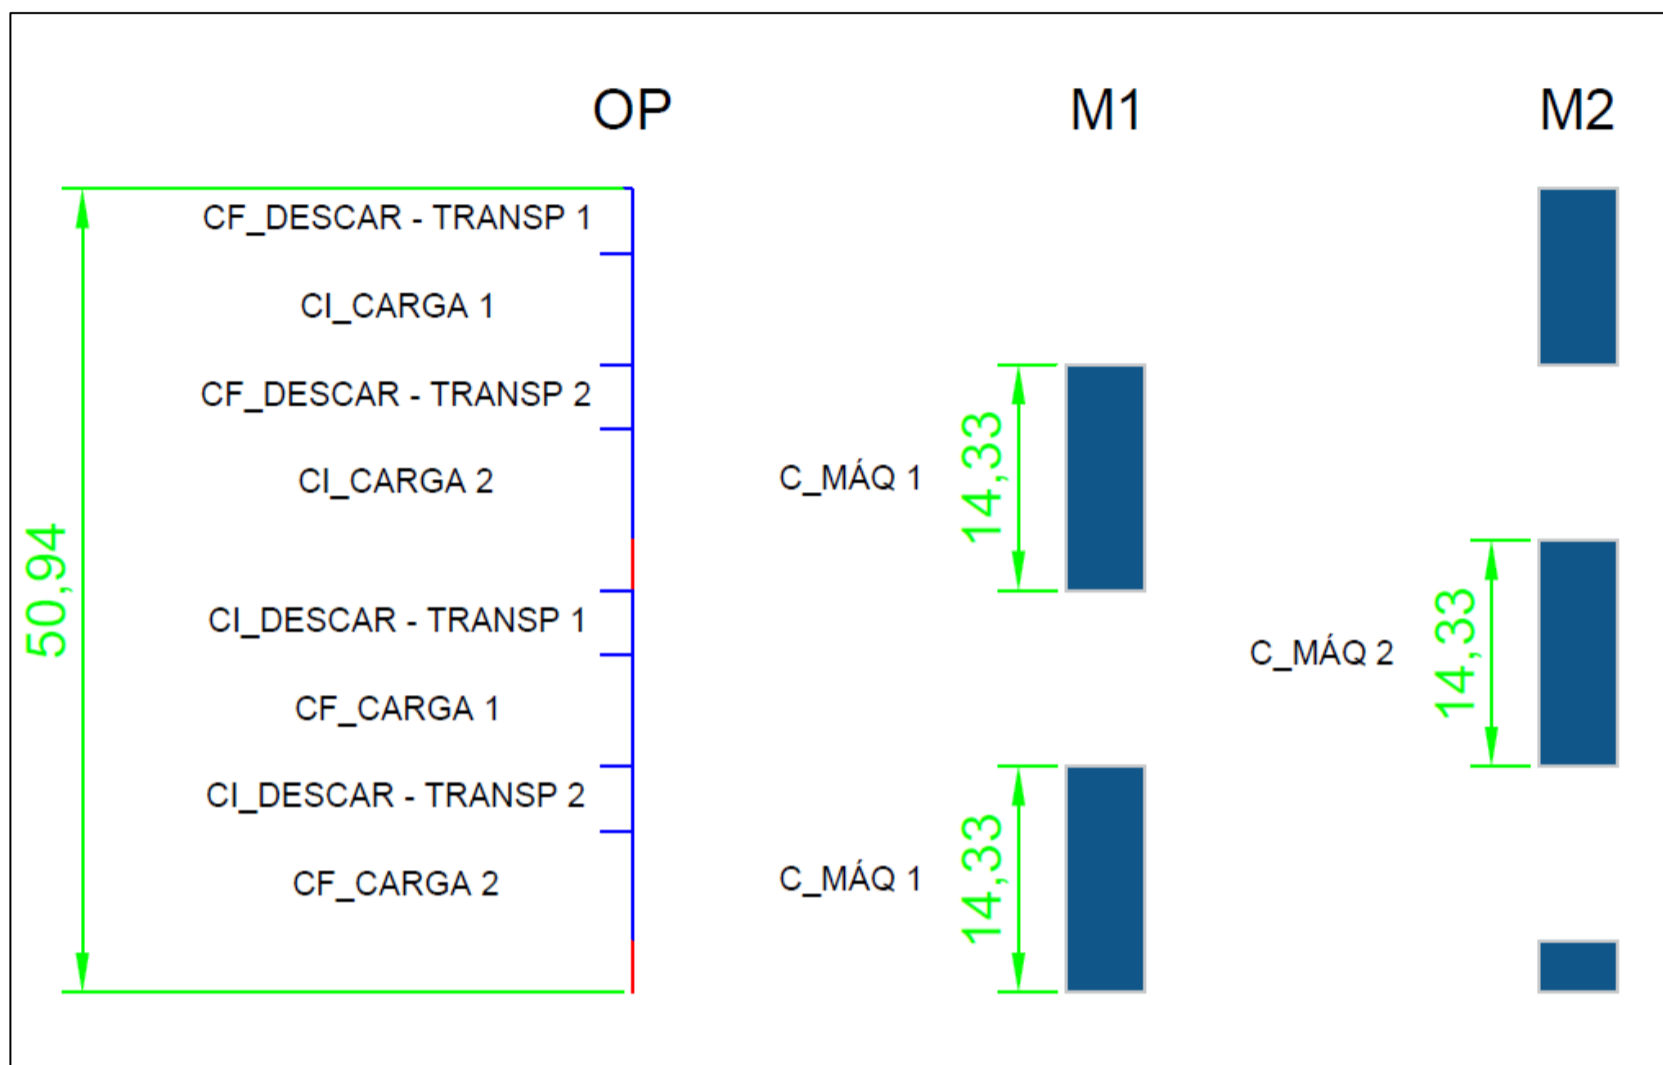 OP
M1
M2
CF_DESCAR - TRANSP 1
CI_CARGA 1
CF_DESCAR - TRANSP 2
CI_CARGA 2
C_MÁQ 1
14,33
50,94
CI_DESCAR - TRANSP 1
C_MÁQ 2
14,33
CF_CARGA 1
CI_DESCAR - TRANSP 2
CF_CARGA 2
C_MÁQ 1
14,33